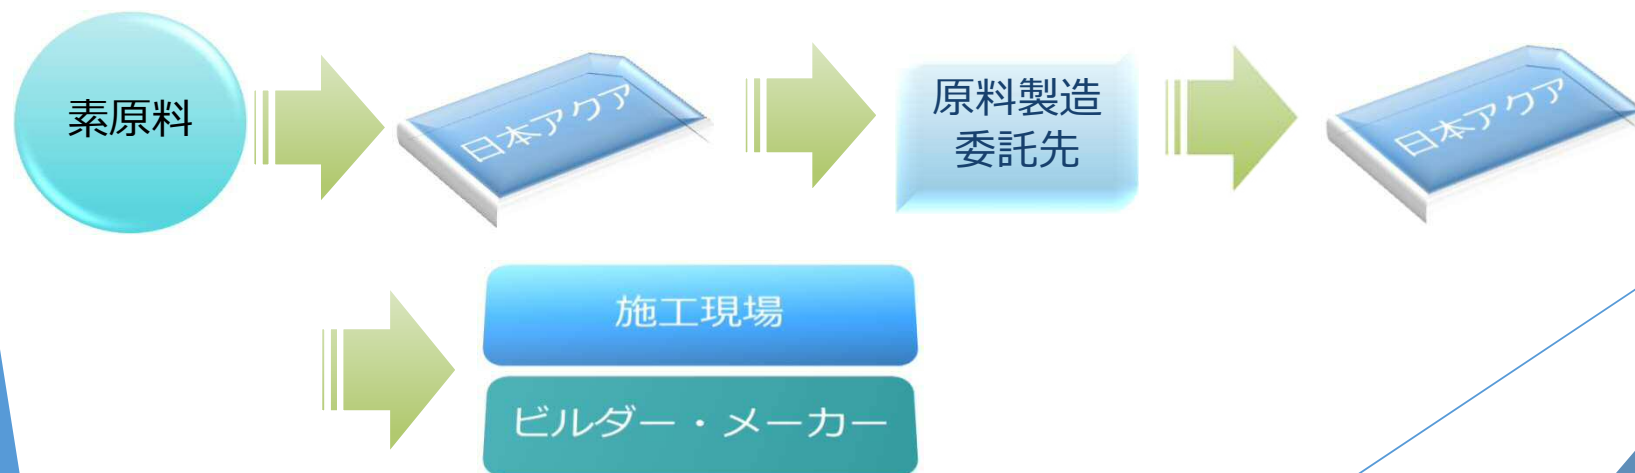 素原料
日本アクア
原料製造
委託先
日本アクア
施工現場
ビルダー・メーカー